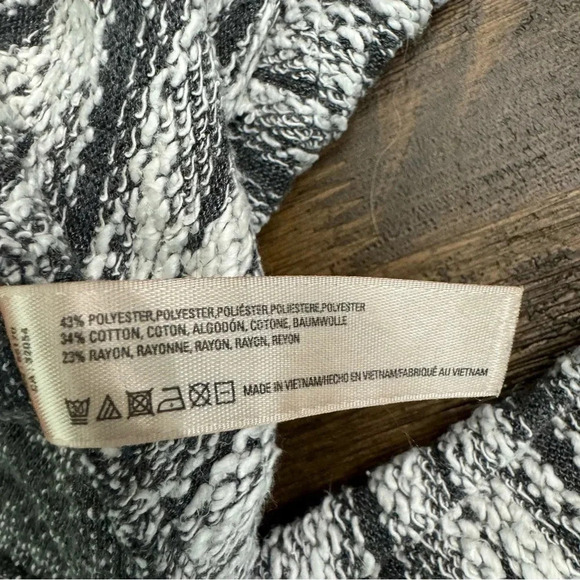 43% POLYESTER,POLYESTER,POLIÉSTER,POLIESTERE,POLYESTER
34% COTTON, COTON, ALGODÓN, COTONE, BAUMWOLLE
23% RAYON, RAYONNE, RAYON, RAYON, REYON
MADE IN VIETNAM/HECHO EN VIETNAM/FABRIQUÉ AU VIETNAM